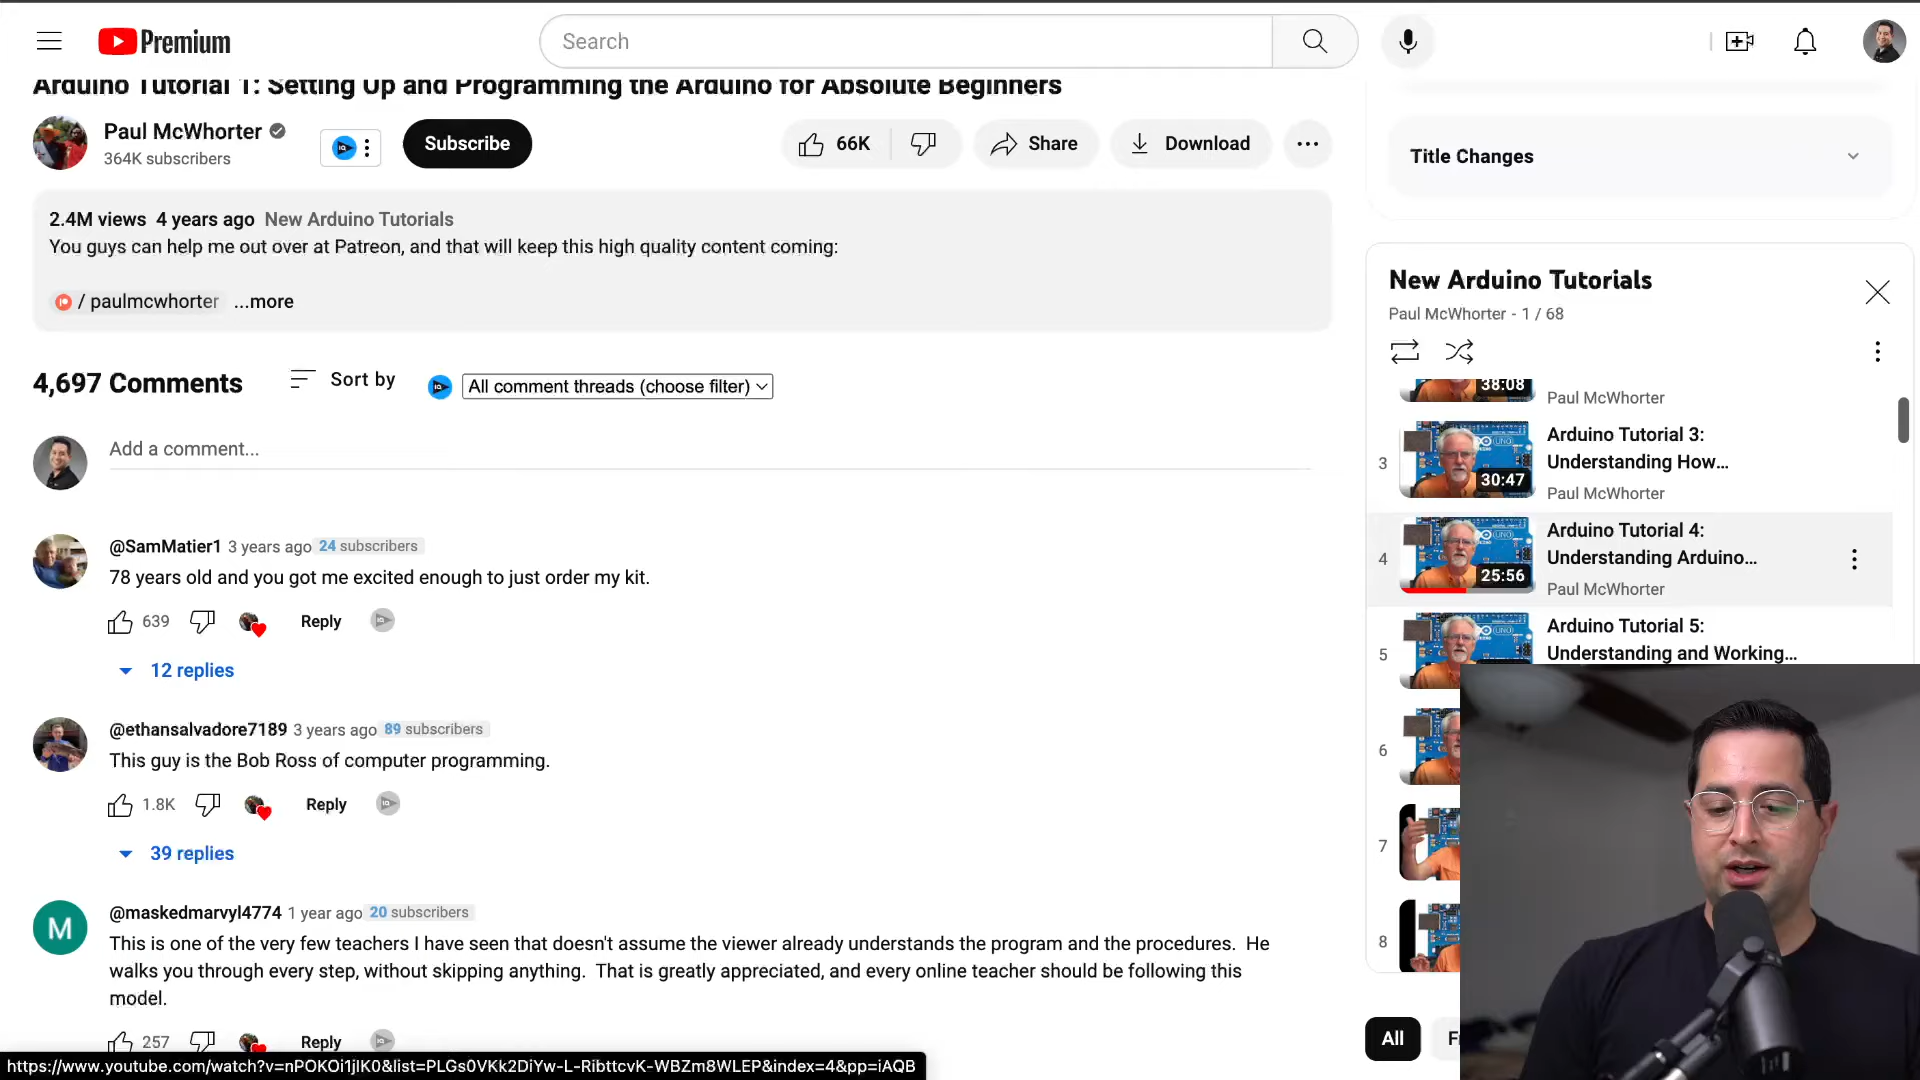 Premium
Search
Arduino Tutorial 1: Setting Up and Programming the Arduino for Absolute Beginners
Paul McWhorter
364K subscribers
Subscribe
66K
Share
Download
2.4M views 4 years ago New Arduino Tutorials
You guys can help me out over at Patreon, and that will keep this high quality content coming:
/ paulmcwhorter ...more
4,697 Comments
Sort by
All comment threads (choose filter)
Add a comment...
@SamMatier1 3 years ago 24 subscribers
78 years old and you got me excited enough to just order my kit.
639
Reply
12 replies
@ethansalvadore7189 3 years ago 89 subscribers
This guy is the Bob Ross of computer programming.
1.8K
Reply
39 replies
M
@maskedmarvyl4774 1 year ago 20 subscribers
This is one of the very few teachers I have seen that doesn't assume the viewer already understands the program and the procedures. He
walks you through every step, without skipping anything. That is greatly appreciated, and every online teacher should be following this
model.
257
Reply
https://www.youtube.com/watch?v=nPOKOi1jIK0&list=PLGs0VKk2DiYw-L-RibttcvK-WBZm8WLEP&index=4&pp=iAQB
Title Changes
New Arduino Tutorials
Paul McWhorter - 1 / 68
38:08
Paul McWhorter
3
30:47
Arduino Tutorial 3:
Understanding How...
Paul McWhorter
4
25:56
Arduino Tutorial 4:
Understanding Arduino...
Paul McWhorter
5
Arduino Tutorial 5:
Understanding and Working...
6
7
8
All